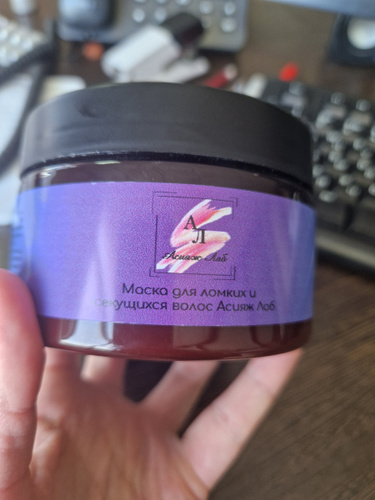 А
Л
Асияж Лаб
Маска для ломких и
секущихся волос Асияж Лаб